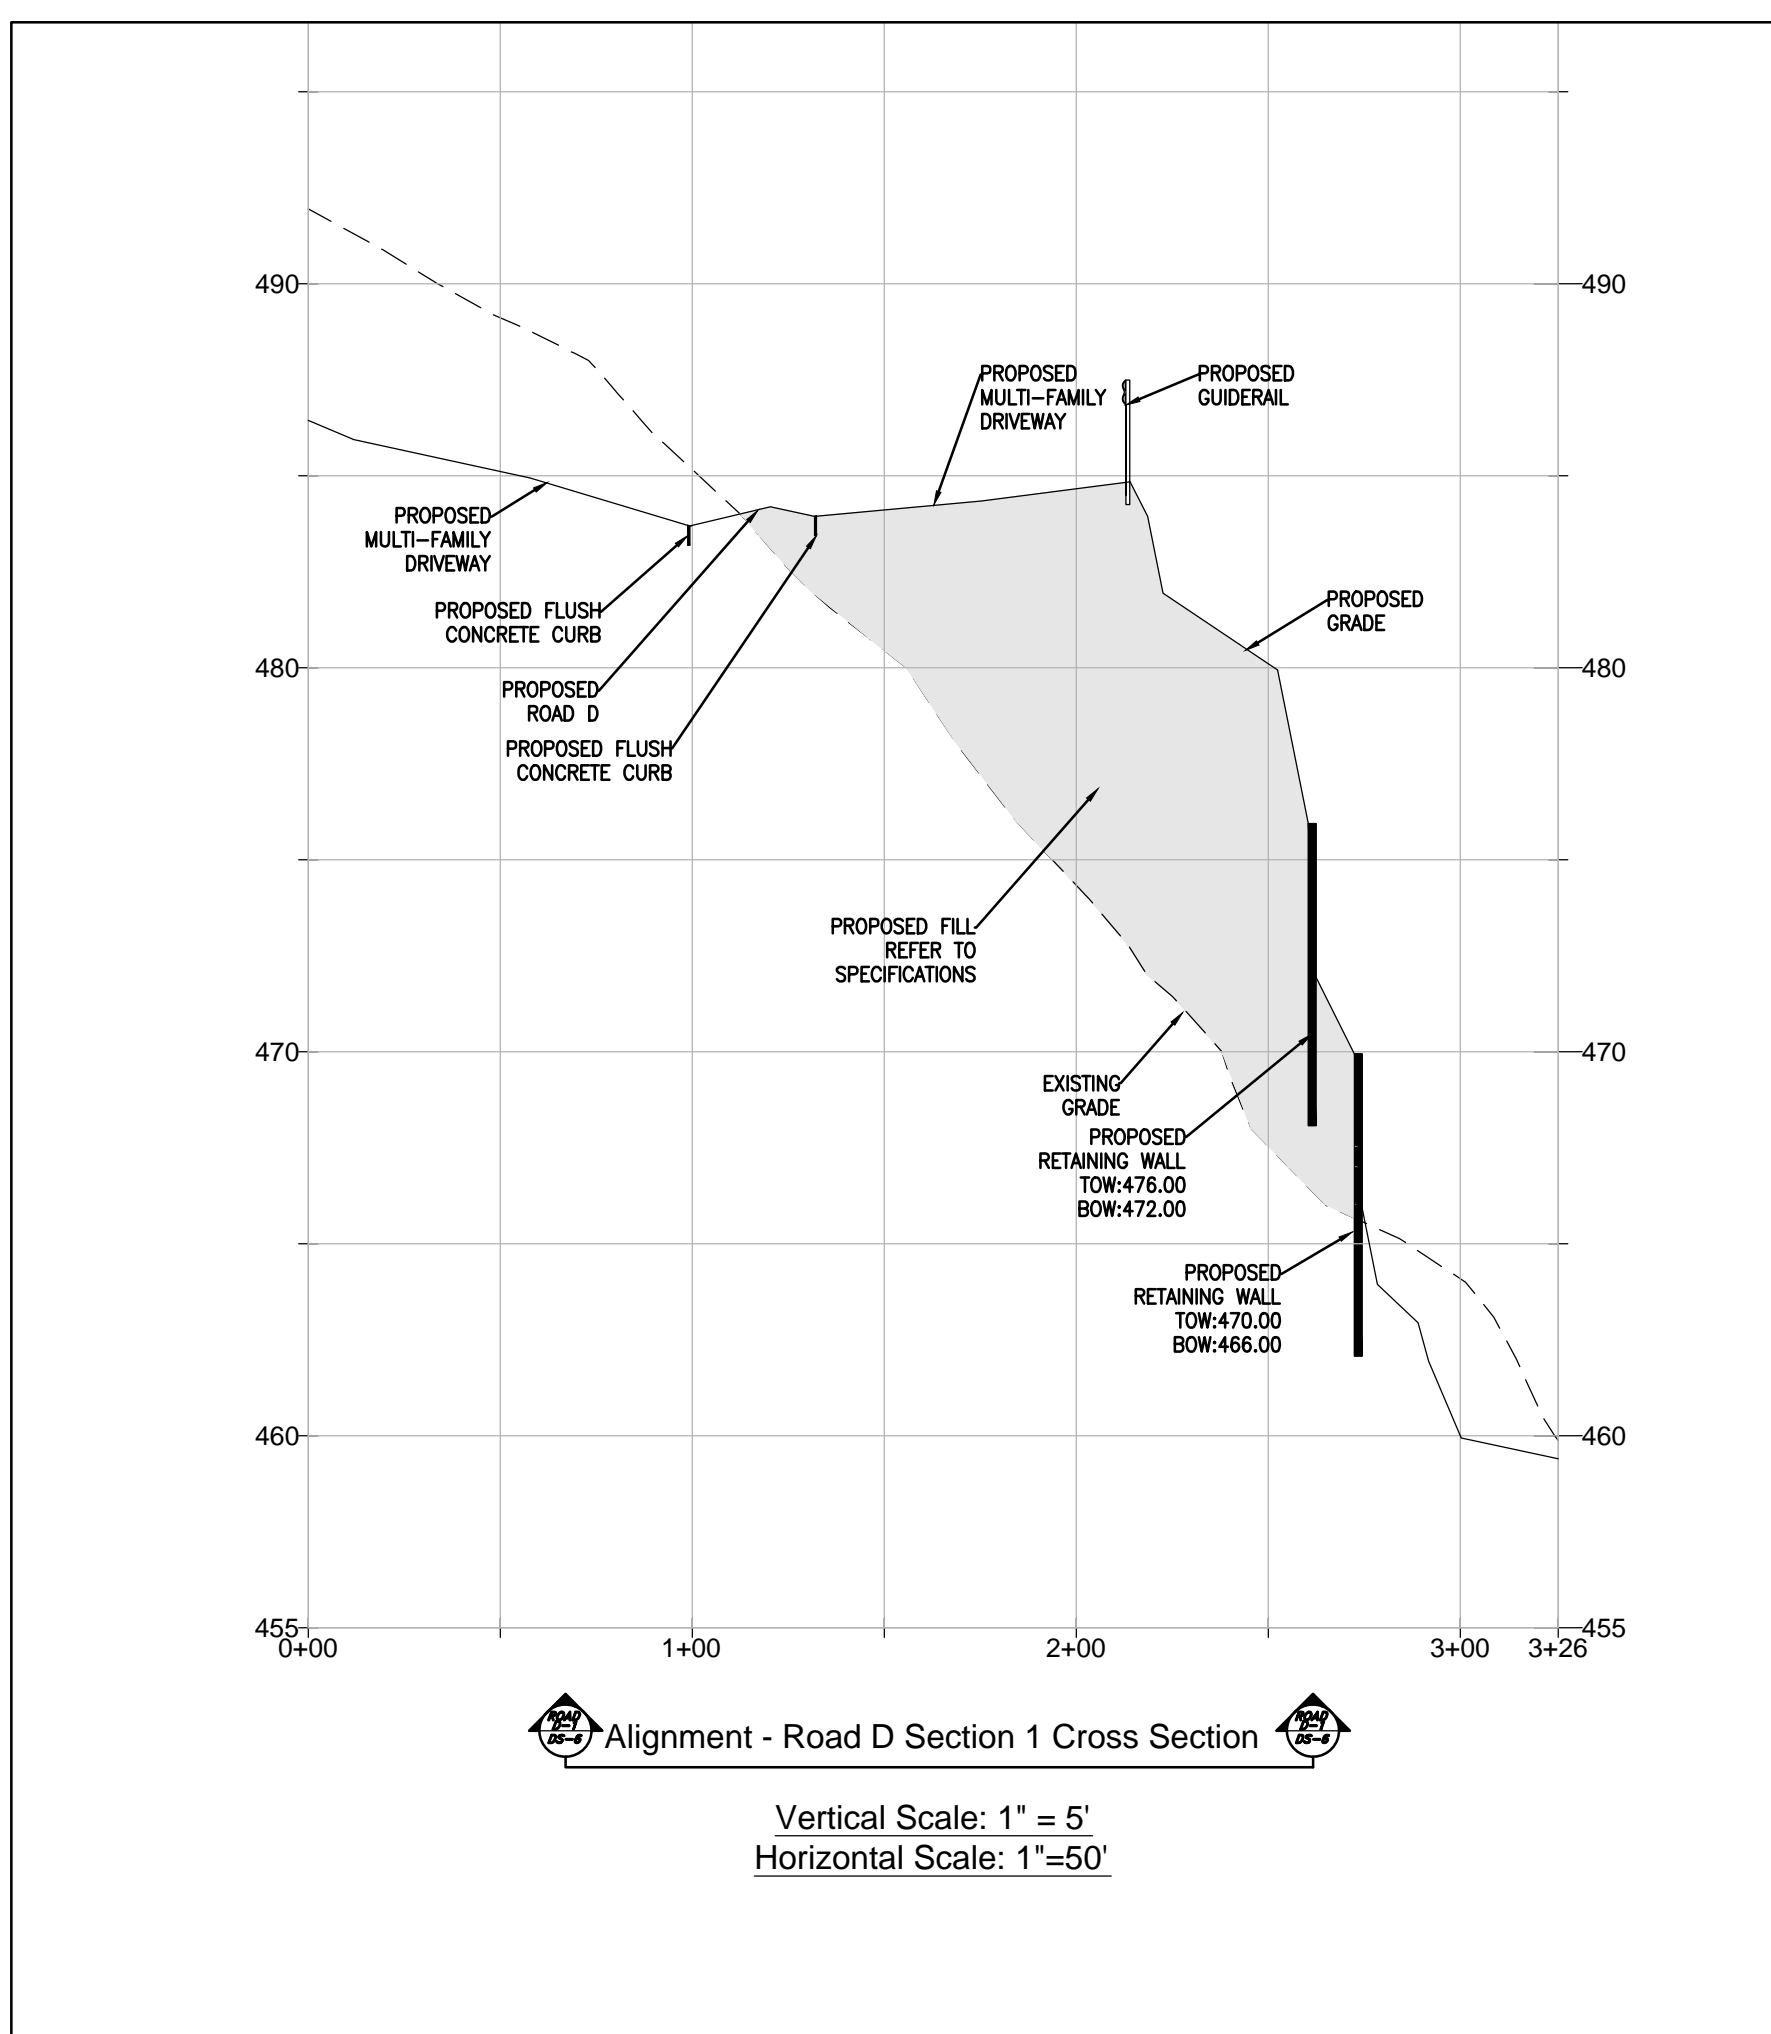 490
490
PROPOSED
MULTI-FAMILY
DRIVEWAY
PROPOSED
GUIDERAIL
PROPOSED
MULTI-FAMILY
DRIVEWAY
PROPOSED FLUSH
CONCRETE CURB
PROPOSED
GRADE
480
480
PROPOSED
ROAD D
PROPOSED FLUSH
CONCRETE CURB
PROPOSED FILL
REFER TO
SPECIFICATIONS
470
470
EXISTING
GRADE
PROPOSED
RETAINING WALL
TOW:476.00
BOW:472.00
PROPOSED
RETAINING WALL
TOW:470.00
BOW:466.00
460
460
455
455
0+00
1+00
2+00
3+00
3+26
ROAD
D-1
DS-6
Alignment - Road D Section 1 Cross Section
ROAD
D-1
DS-6
Vertical Scale: 1" = 5'
Horizontal Scale: 1"=50'